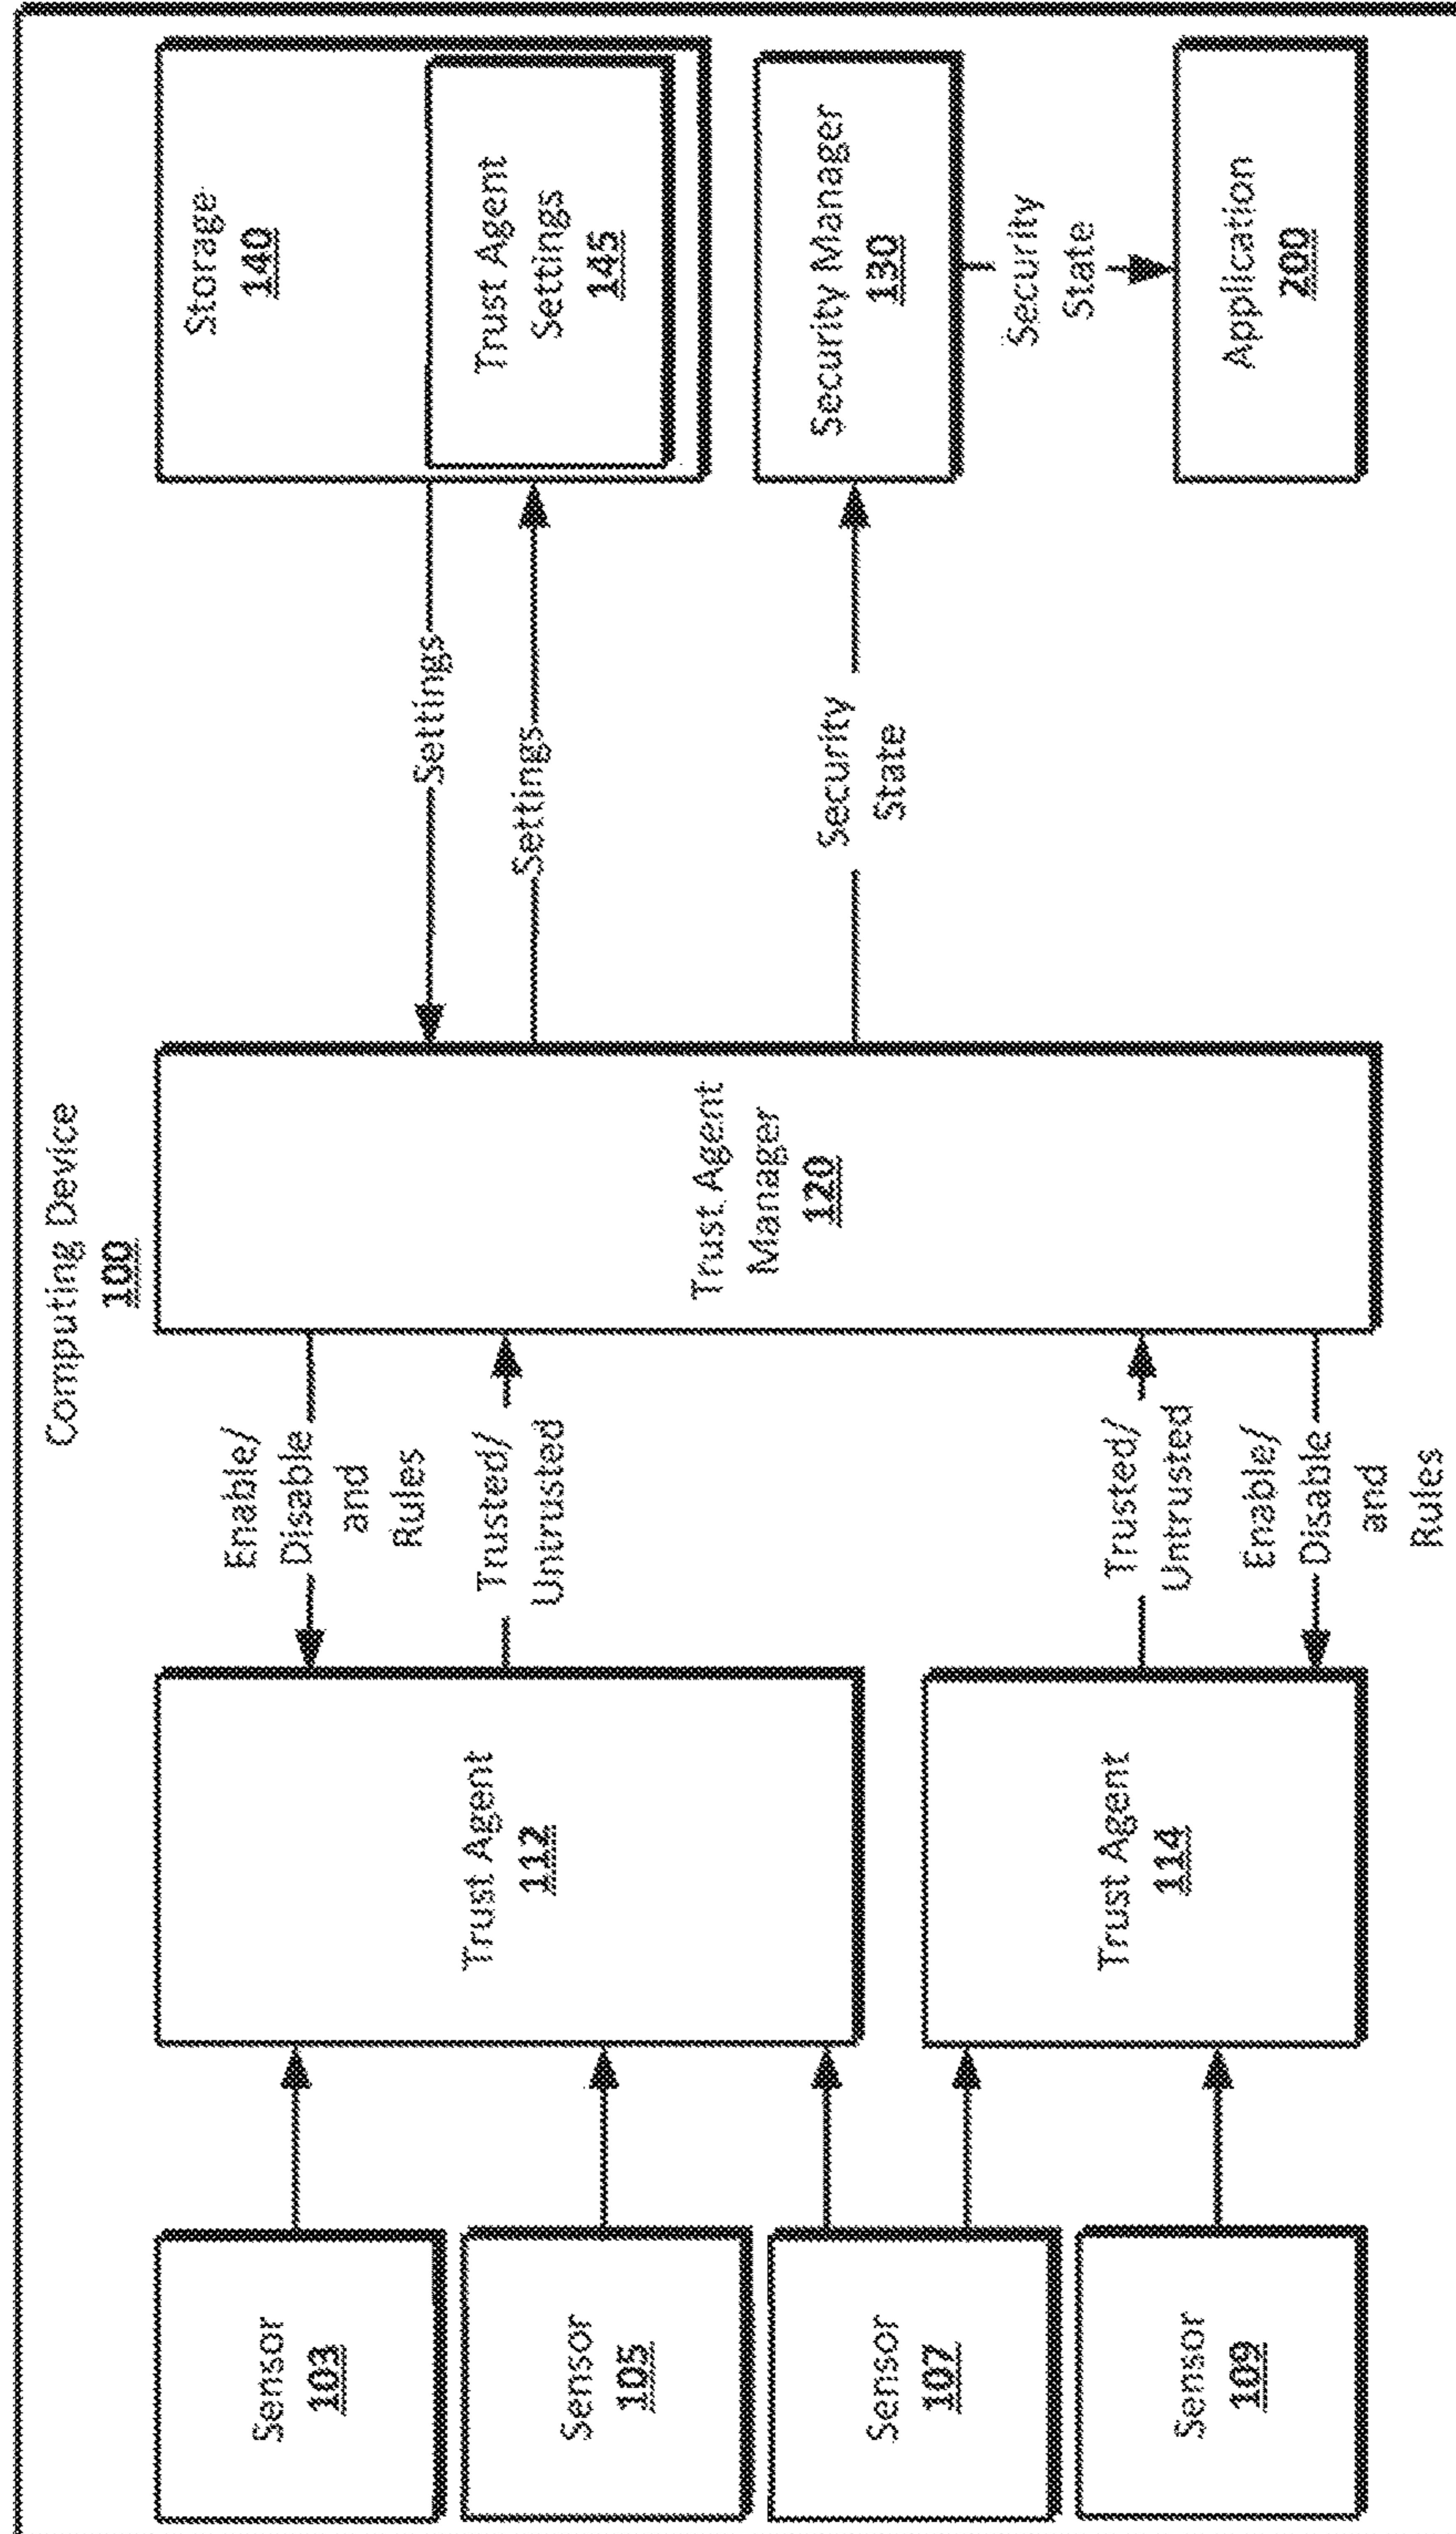 Computing Device
100
Sensor
103
Sensor
105
Sensor
107
Sensor
109
Trust Agent
112
Trust Agent
114
Enable/
Disable
and
Rules
Trusted/
Untrusted
Trusted/
Untrusted
Enable/
Disable
and
Rules
Trust Agent
Manager
120
Settings
Settings
Security
State
Storage
140
Trust Agent
Settings
145
Security Manager
130
Security
State
Application
200